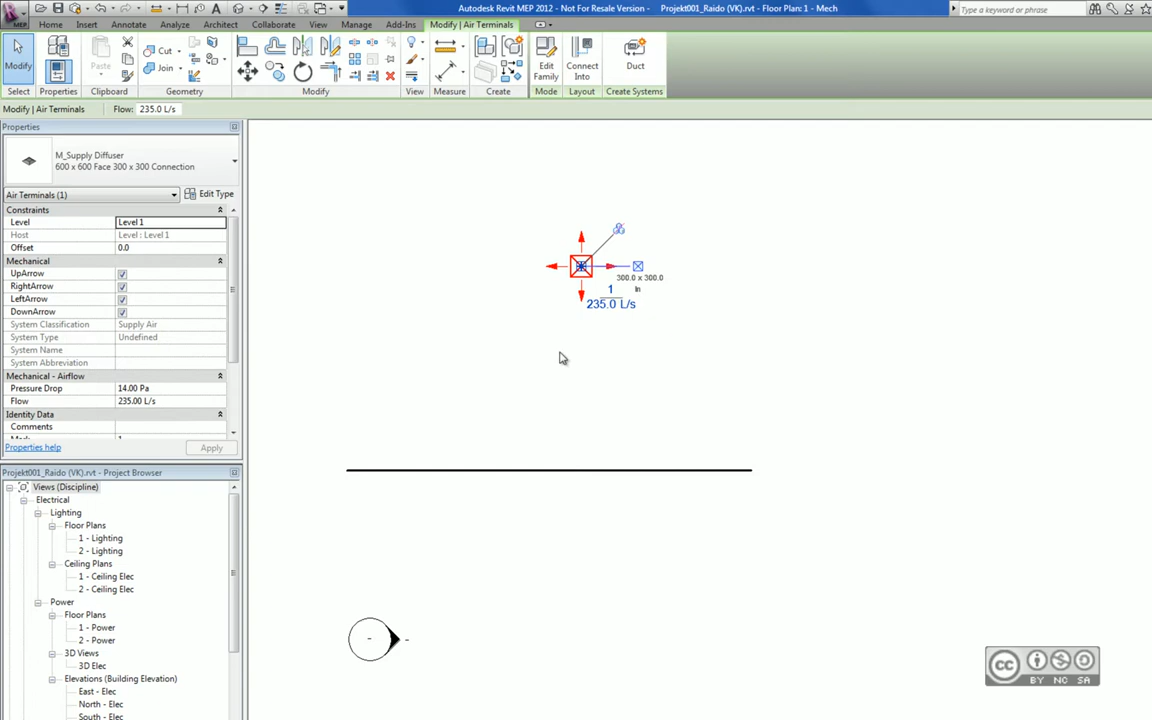 Autodesk Revit MEP 2012 - Not For Resale Version - Projekt001_Raido (VK).rvt - Floor Plan: 1 - Mech
Type a keyword or phrase
MEP
Home Insert Annotate Analyze Architect Collaborate View Manage Add-Ins Modify | Air Terminals
Modify
Paste
Cut
Join
Edit Family
Connect Into
Duct
Select Properties Clipboard Geometry Modify View Measure Create Mode Layout Create Systems
Modify | Air Terminals Flow: 235.0 L/s
Properties
M_Supply Diffuser
600 x 600 Face 300 x 300 Connection
Air Terminals (1) Edit Type
Constraints
Level Level 1
Host Level : Level 1
Offset 0.0
Mechanical
UpArrow
RightArrow
LeftArrow
DownArrow
System Classification Supply Air
System Type Undefined
System Name
System Abbreviation
Mechanical - Airflow
Pressure Drop 14.00 Pa
Flow 235.00 L/s
Identity Data
Comments
Mark 1
Properties help Apply
Projekt001_Raido (VK).rvt - Project Browser
Views (Discipline)
Electrical
Lighting
Floor Plans
1 - Lighting
2 - Lighting
Ceiling Plans
1 - Ceiling Elec
2 - Ceiling Elec
Power
Floor Plans
1 - Power
2 - Power
3D Views
3D Elec
Elevations (Building Elevation)
East - Elec
North - Elec
South - Elec
300.0 x 300.0
In
1
235.0 L/s
cc
BY NC SA